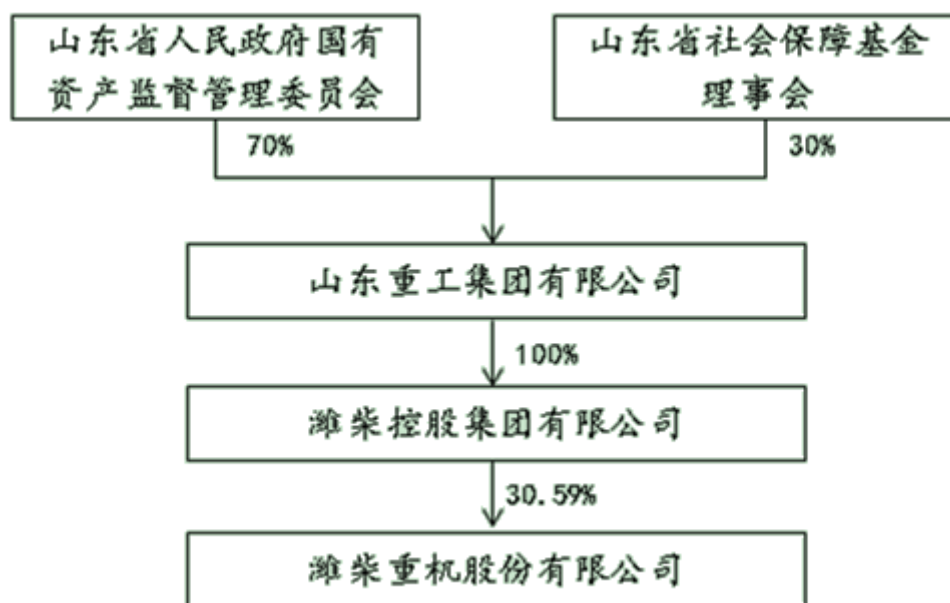 山东省人民政府国有
资产监督管理委员会
山东省社会保障基金
理事会
70%
30%
山东重工集团有限公司
100%
潍柴控股集团有限公司
30.59%
潍柴重机股份有限公司